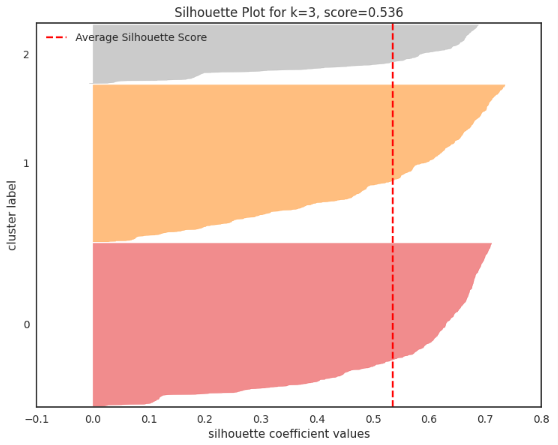 Silhouette Plot for k=3, score=0.536
Average Silhouette Score
2
1
0
cluster label
−0.1 0.0 0.1 0.2 0.3 0.4 0.5 0.6 0.7 0.8
silhouette coefficient values